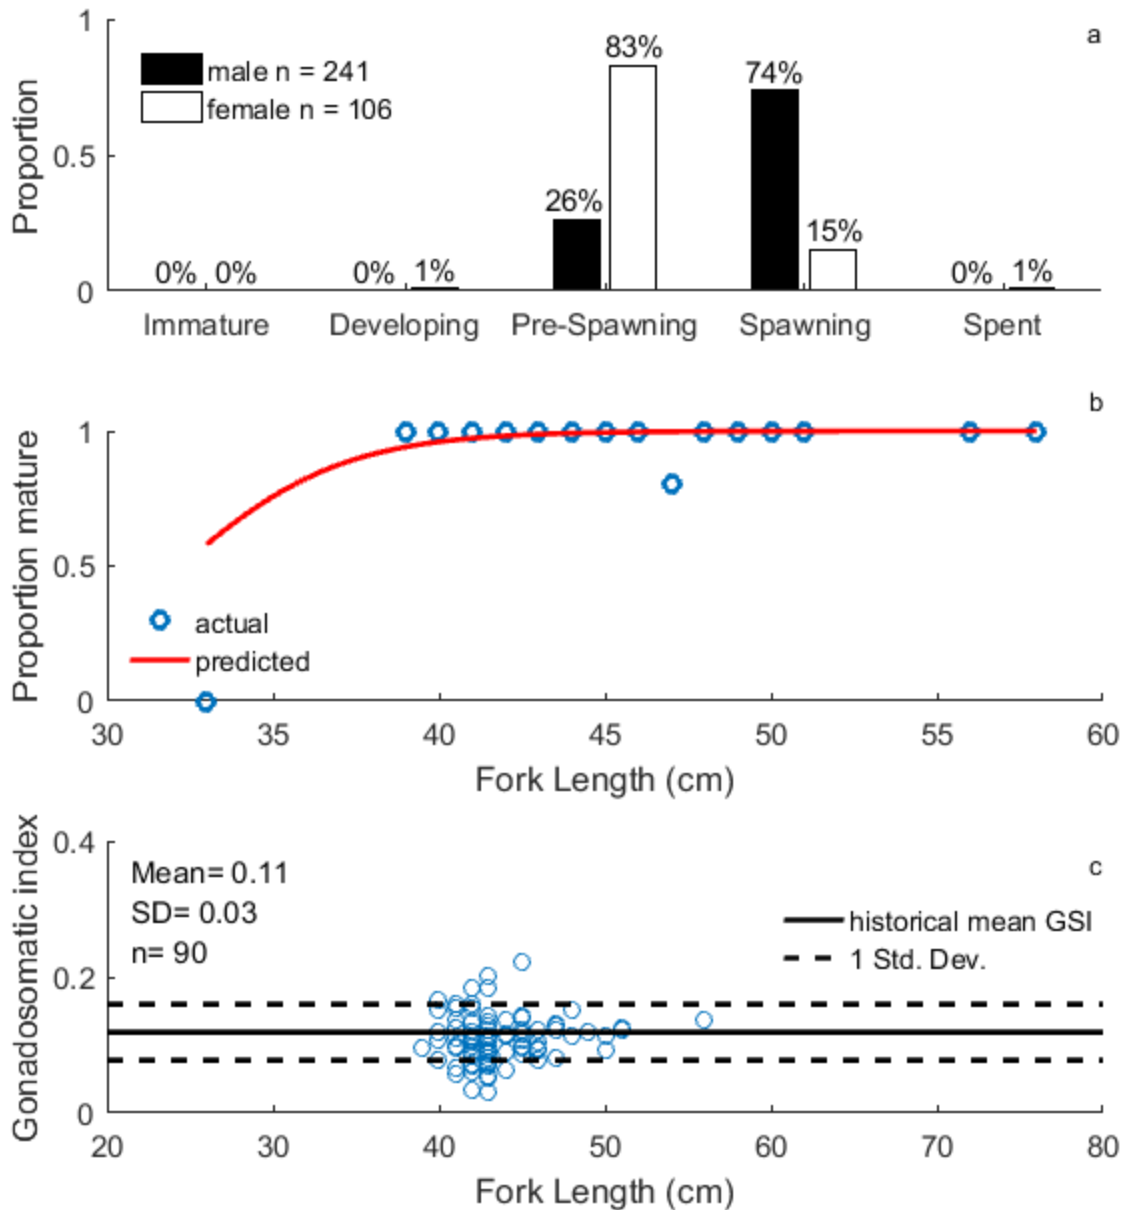 a
1
male n = 241
female n = 106
83%
74%
Proportion
0.5
26%
15%
0% 0%
0% 1%
0% 1%
0
Immature Developing Pre-Spawning Spawning Spent
b
1
Proportion mature
0.5
actual
predicted
0
30 35 40 45 50 55 60
Fork Length (cm)
c
0.4
Gonadosomatic index
Mean= 0.11
SD= 0.03
n= 90
historical mean GSI
1 Std. Dev.
0.2
0
20 30 40 50 60 70 80
Fork Length (cm)